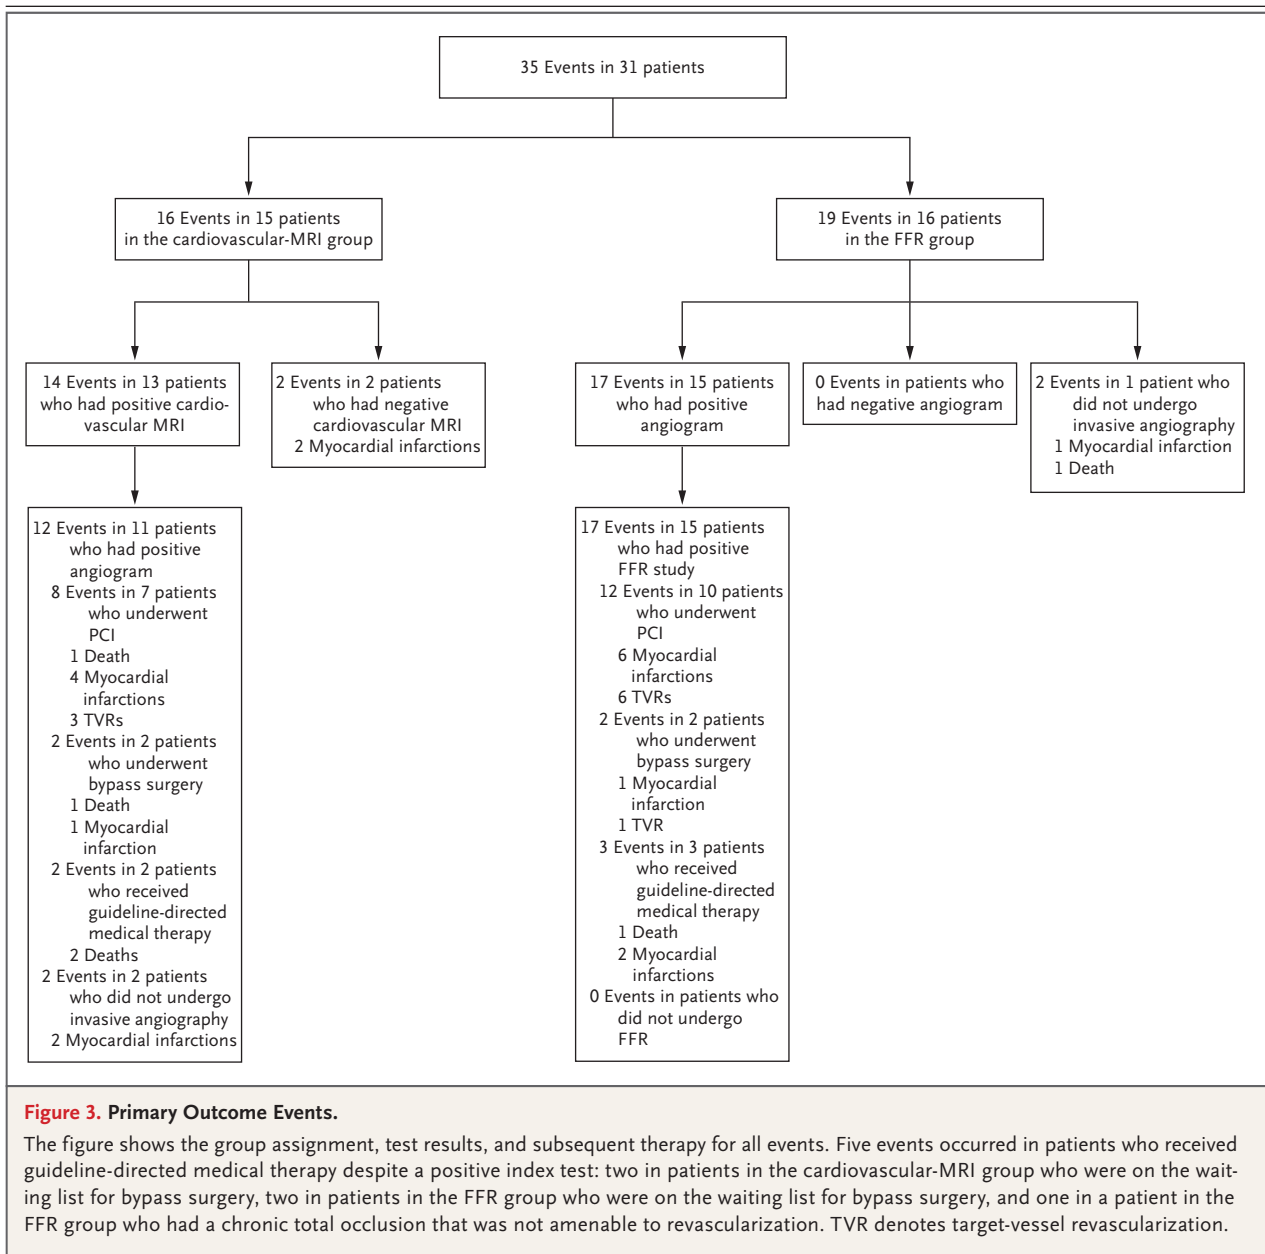 35 Events in 31 patients
16 Events in 15 patients
in the cardiovascular-MRI group
19 Events in 16 patients
in the FFR group
14 Events in 13 patients
who had positive cardio-
vascular MRI
2 Events in 2 patients
who had negative
cardiovascular MRI
2 Myocardial infarctions
17 Events in 15 patients
who had positive
angiogram
0 Events in patients who
had negative angiogram
2 Events in 1 patient who
did not undergo
invasive angiography
1 Myocardial infarction
1 Death
12 Events in 11 patients
who had positive
angiogram
8 Events in 7 patients
who underwent
PCI
1 Death
4 Myocardial
infarctions
3 TVRs
2 Events in 2 patients
who underwent
bypass surgery
1 Death
1 Myocardial
infarction
2 Events in 2 patients
who received
guideline-directed
medical therapy
2 Deaths
2 Events in 2 patients
who did not undergo
invasive angiography
2 Myocardial infarctions
17 Events in 15 patients
who had positive
FFR study
12 Events in 10 patients
who underwent
PCI
6 Myocardial
infarctions
6 TVRs
2 Events in 2 patients
who underwent
bypass surgery
1 Myocardial
infarction
1 TVR
3 Events in 3 patients
who received
guideline-directed
medical therapy
1 Death
2 Myocardial
infarctions
0 Events in patients who
did not undergo
FFR
Figure 3. Primary Outcome Events.
The figure shows the group assignment, test results, and subsequent therapy for all events. Five events occurred in patients who received
guideline-directed medical therapy despite a positive index test: two in patients in the cardiovascular-MRI group who were on the wait-
ing list for bypass surgery, two in patients in the FFR group who were on the waiting list for bypass surgery, and one in a patient in the
FFR group who had a chronic total occlusion that was not amenable to revascularization. TVR denotes target-vessel revascularization.